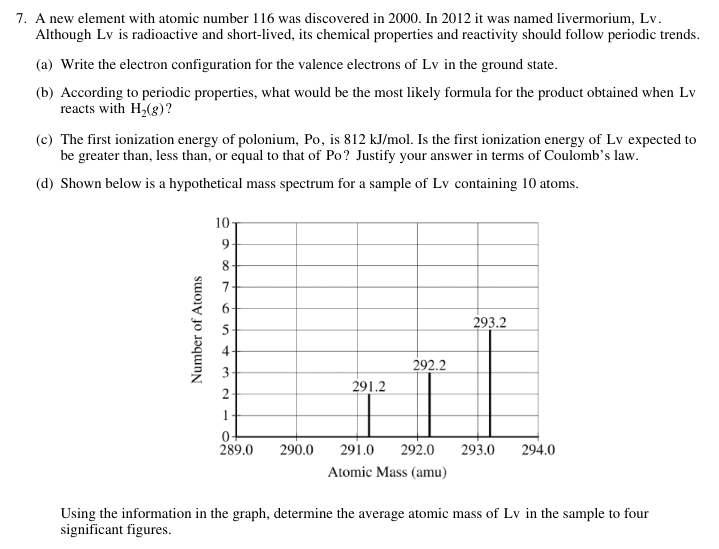 7. A new element with atomic number 116 was discovered in 2000. In 2012 it was named livermorium, Lv.
Although Lv is radioactive and short-lived, its chemical properties and reactivity should follow periodic trends.
(a) Write the electron configuration for the valence electrons of Lv in the ground state.
(b) According to periodic properties, what would be the most likely formula for the product obtained when Lv
reacts with H₂(g)?
(c) The first ionization energy of polonium, Po, is 812 kJ/mol. Is the first ionization energy of Lv expected to
be greater than, less than, or equal to that of Po? Justify your answer in terms of Coulomb's law.
(d) Shown below is a hypothetical mass spectrum for a sample of Lv containing 10 atoms.
10
9
8
7
6
5
4
3
2
1
0
Number of Atoms
291.2
292.2
293.2
289.0 290.0 291.0 292.0 293.0 294.0
Atomic Mass (amu)
Using the information in the graph, determine the average atomic mass of Lv in the sample to four
significant figures.